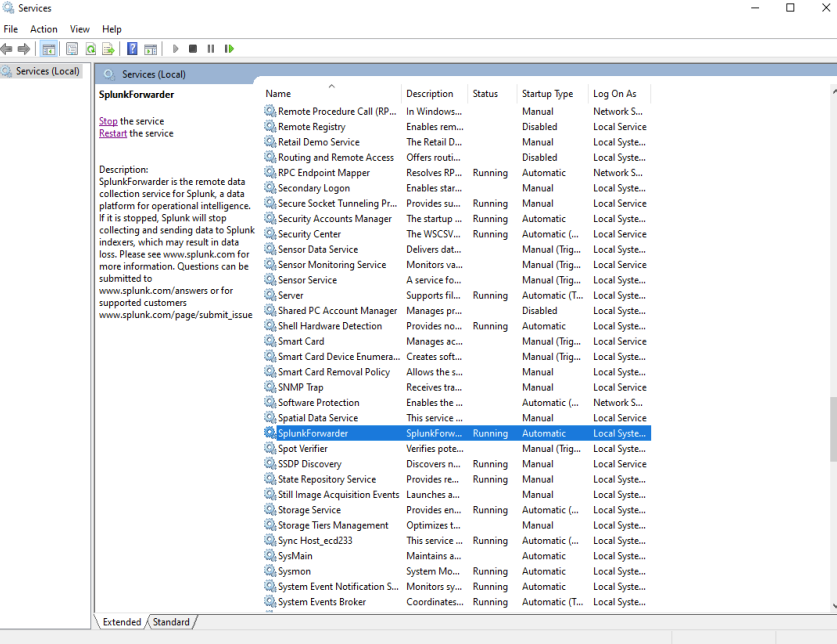 Services
File Action View Help
Services (Local)
Services (Local)
SplunkForwarder
Stop the service
Restart the service
Description:
SplunkForwarder is the remote data
collection service for Splunk, a data
platform for operational intelligence.
If it is stopped, Splunk will stop
collecting and sending data to Splunk
indexers, which may result in data
loss. Please see www.splunk.com for
more information. Questions can be
submitted to
www.splunk.com/answers or for
supported customers
www.splunk.com/page/submit_issue
Name Description Status Startup Type Log On As
Remote Procedure Call (RP... In Windows... Manual Network S...
Remote Registry Enables rem... Disabled Local Service
Retail Demo Service The Retail D... Manual Local Syste...
Routing and Remote Access Offers routi... Disabled Local Syste...
RPC Endpoint Mapper Resolves RP... Running Automatic Network S...
Secondary Logon Enables star... Manual Local Syste...
Secure Socket Tunneling Pr... Provides su... Running Manual Local Service
Security Accounts Manager The startup ... Running Automatic Local Syste...
Security Center The WSCSV... Running Automatic (... Local Service
Sensor Data Service Delivers dat... Manual (Trig... Local Syste...
Sensor Monitoring Service Monitors va... Manual (Trig... Local Service
Sensor Service A service fo... Manual (Trig... Local Syste...
Server Supports fil... Running Automatic (T... Local Syste...
Shared PC Account Manager Manages pr... Disabled Local Syste...
Shell Hardware Detection Provides no... Running Automatic Local Syste...
Smart Card Manages ac... Manual (Trig... Local Service
Smart Card Device Enumera... Creates soft... Manual (Trig... Local Syste...
Smart Card Removal Policy Allows the s... Manual Local Syste...
SNMP Trap Receives tra... Manual Local Service
Software Protection Enables the ... Automatic (... Network S...
Spatial Data Service This service ... Manual Local Service
SplunkForwarder SplunkForw... Running Automatic Local Syste...
Spot Verifier Verifies pote... Manual (Trig... Local Syste...
SSDP Discovery Discovers n... Running Manual Local Service
State Repository Service Provides re... Running Manual Local Syste...
Still Image Acquisition Events Launches a... Manual Local Syste...
Storage Service Provides en... Running Automatic (... Local Syste...
Storage Tiers Management Optimizes t... Manual Local Syste...
Sync Host_ecd233 This service ... Running Automatic (... Local Syste...
SysMain Maintains a... Automatic Local Syste...
Sysmon System Mo... Running Automatic Local Syste...
System Event Notification S... Monitors sy... Running Automatic Local Syste...
System Events Broker Coordinates... Running Automatic (T... Local Syste...
Extended Standard